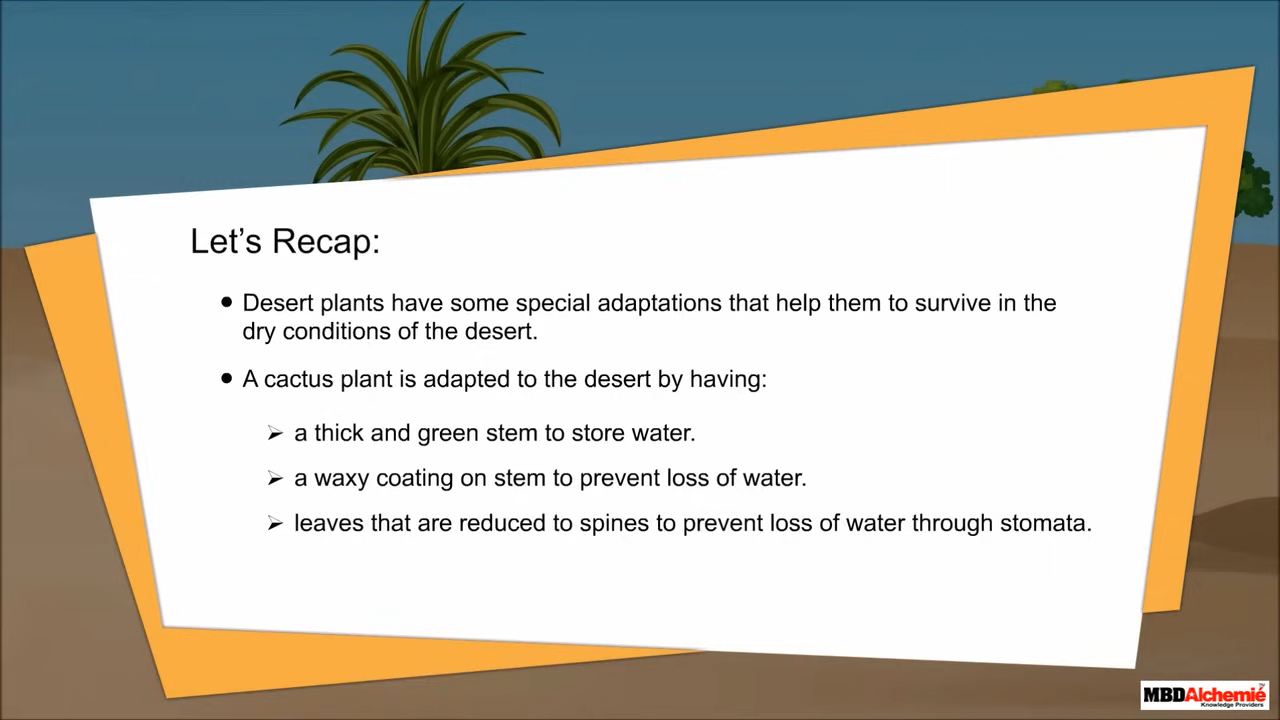 Let’s Recap:
● Desert plants have some special adaptations that help them to survive in the
dry conditions of the desert.
● A cactus plant is adapted to the desert by having:
➢ a thick and green stem to store water.
➢ a waxy coating on stem to prevent loss of water.
➢ leaves that are reduced to spines to prevent loss of water through stomata.
MBDAlchemié
Knowledge Providers